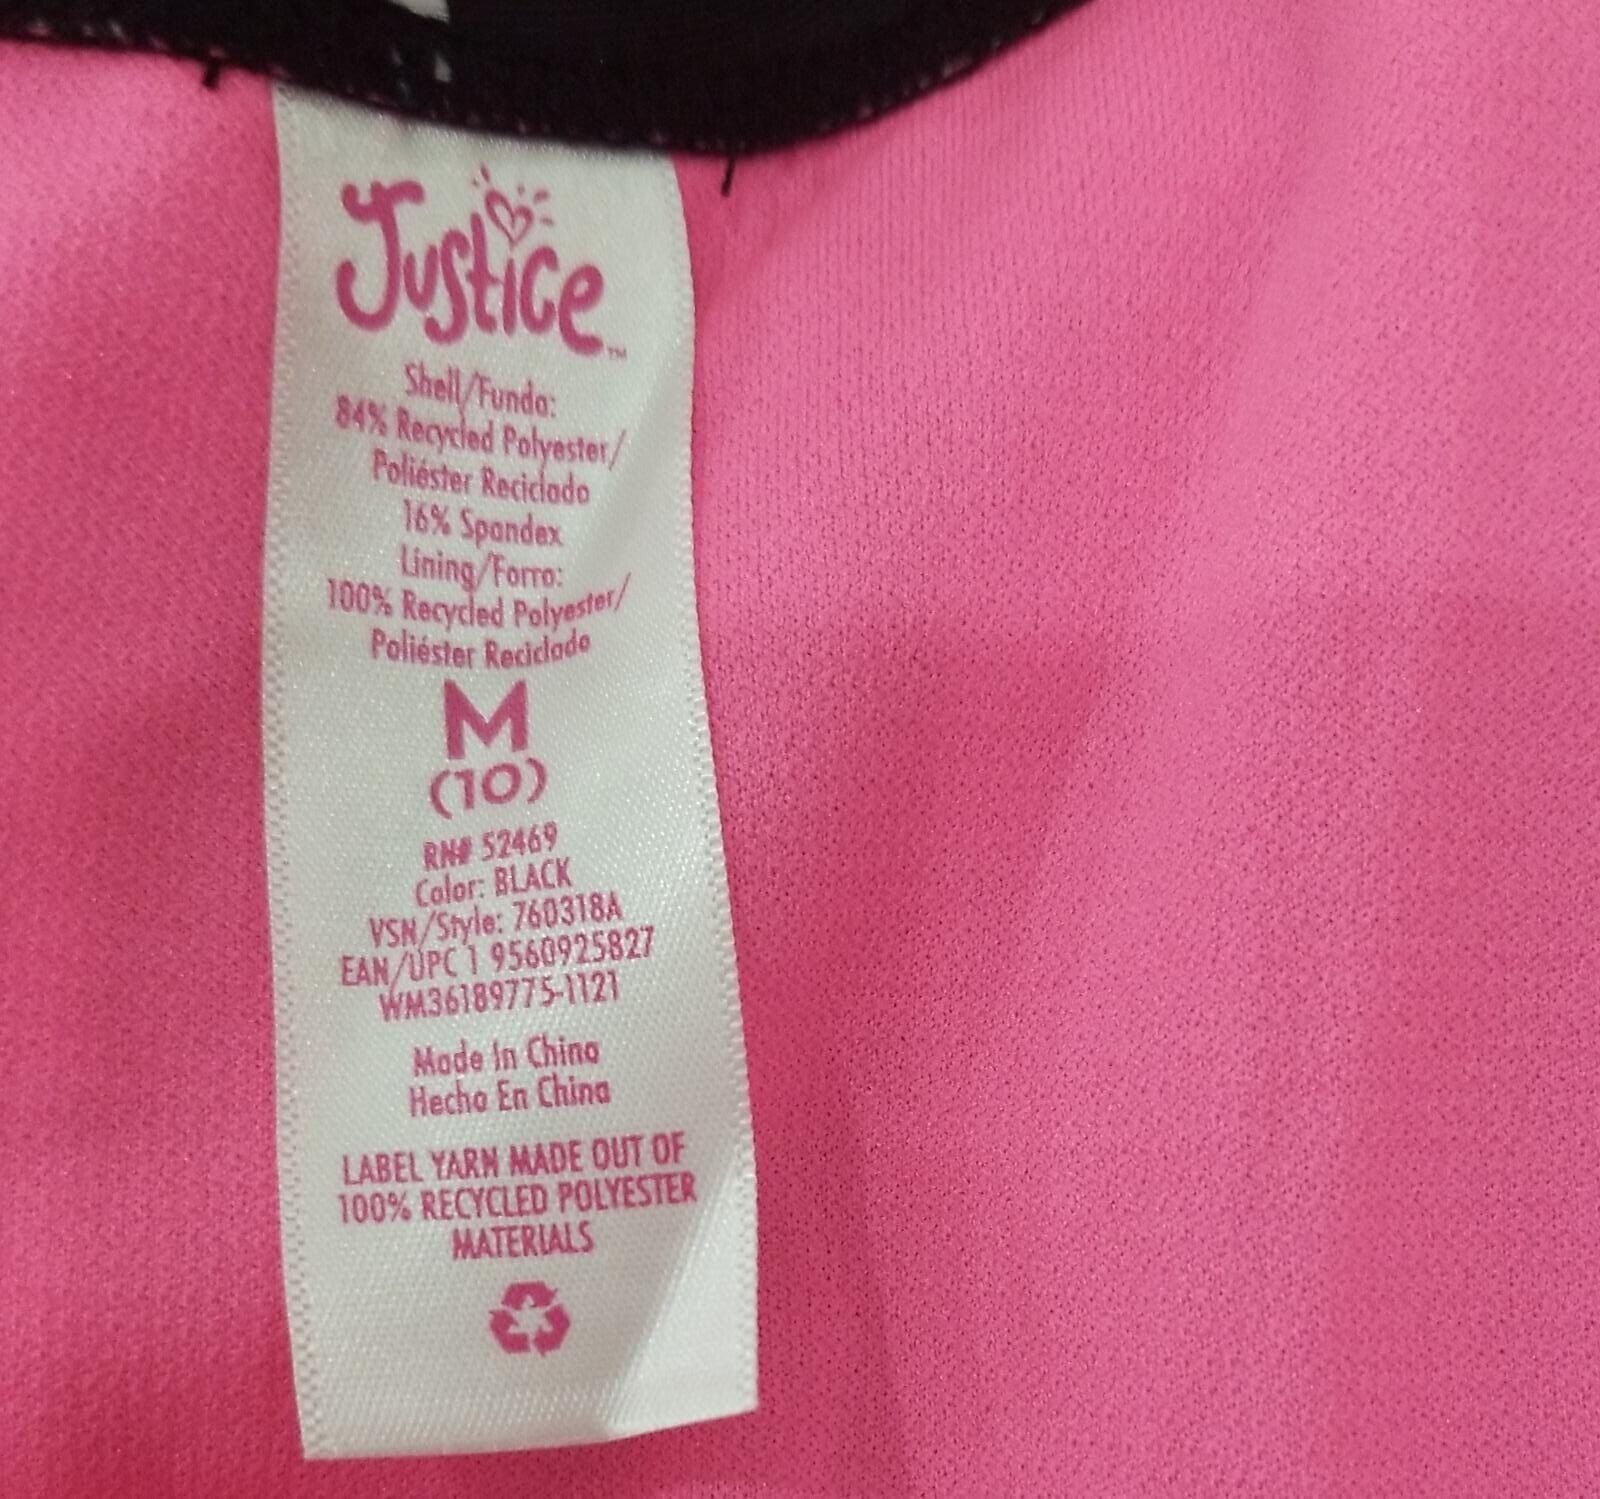 Justice™
Shell/Funda:
84% Recycled Polyester/
Poliéster Reciclado
16% Spandex
Lining/Forro:
100% Recycled Polyester/
Poliéster Reciclado
M
(10)
RN# 52469
Color: BLACK
VSN/Style: 760318A
EAN/UPC 1 9560925827
WM36189775-1121
Made In China
Hecho En China
LABEL YARN MADE OUT OF
100% RECYCLED POLYESTER
MATERIALS